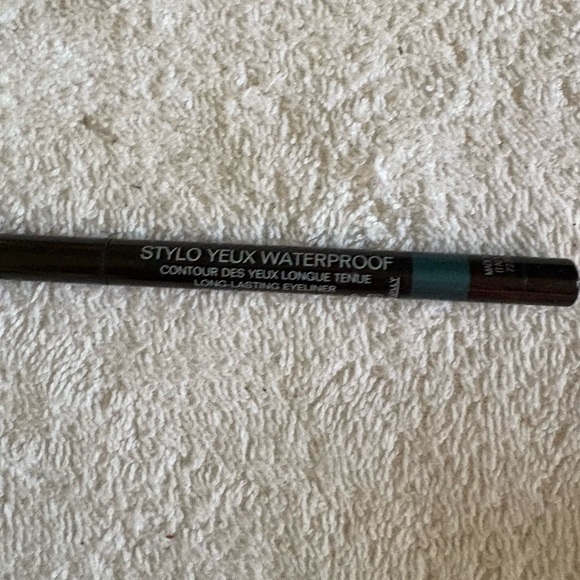 STYLO YEUX WATERPROOF
CONTOUR DES YEUX LONGUE TENUE
LONG-LASTING EYELINER